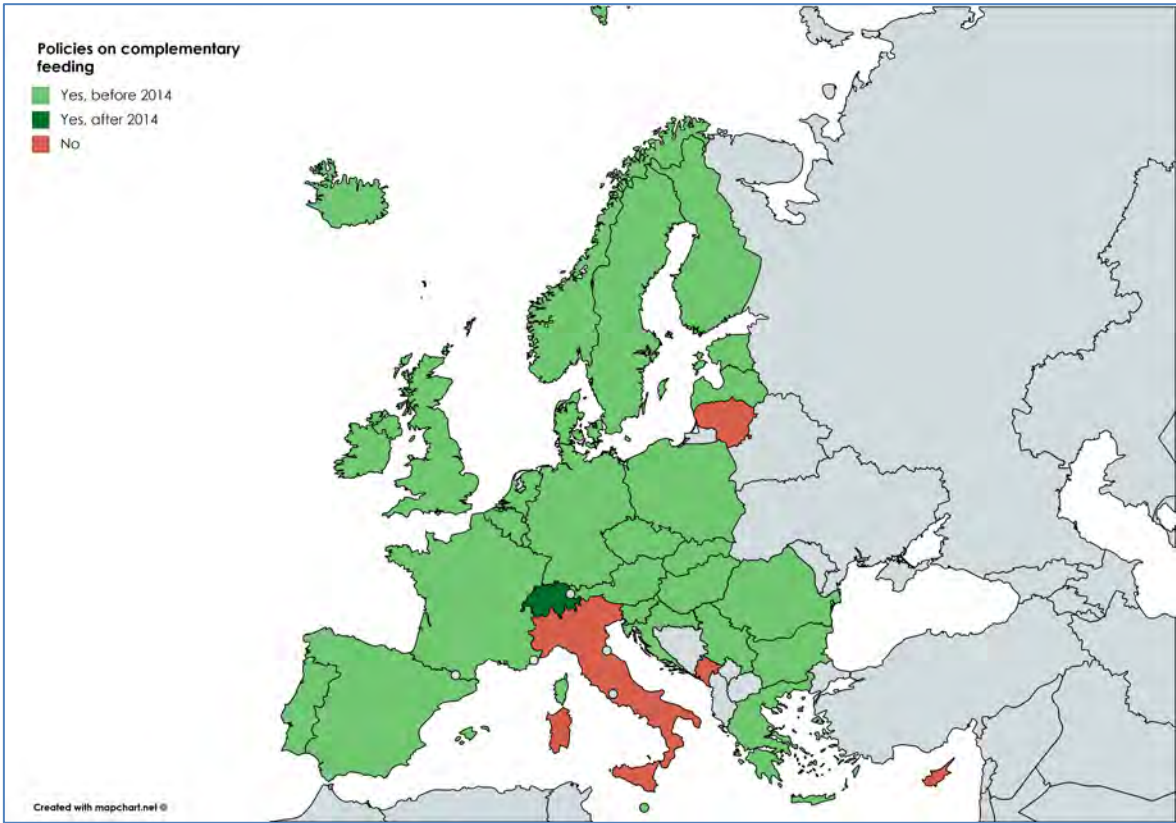 Policies on complementary
feeding
Yes, before 2014
Yes, after 2014
No
Created with mapchart.net ©